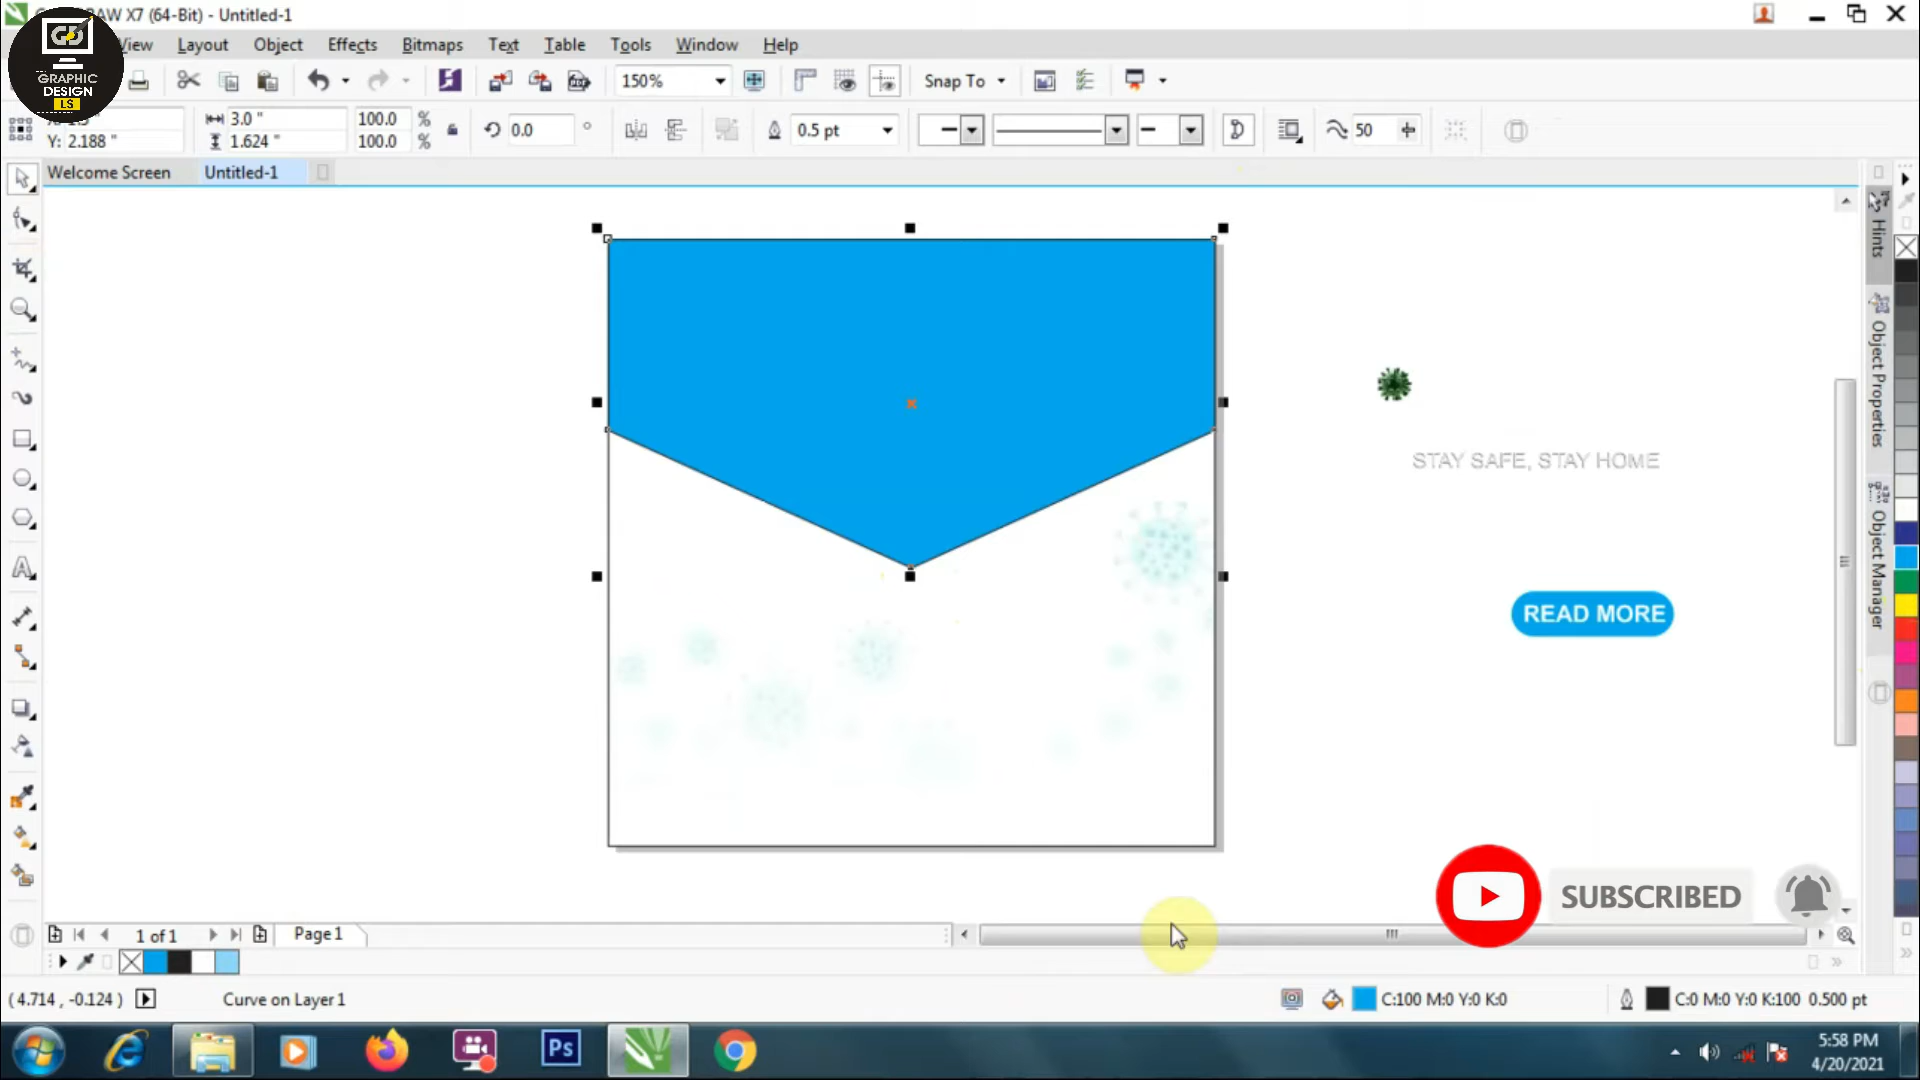 AW X7 (64-Bit) - Untitled-1
View Layout Object Effects Bitmaps Text Table Tools Window Help
GD
GRAPHIC
DESIGN
LS
150%
Snap To
Y: 2.188 "
3.0 "
1.624 "
100.0 %
100.0 %
0.0 °
0.5 pt
50
Welcome Screen
Untitled-1
Hints
Object Properties
Object Manager
STAY SAFE, STAY HOME
READ MORE
SUBSCRIBED
1 of 1
Page1
( 4.714 , -0.124 )
Curve on Layer 1
C:100 M:0 Y:0 K:0
C:0 M:0 Y:0 K:100 0.500 pt
Ps
5:58 PM
4/20/2021